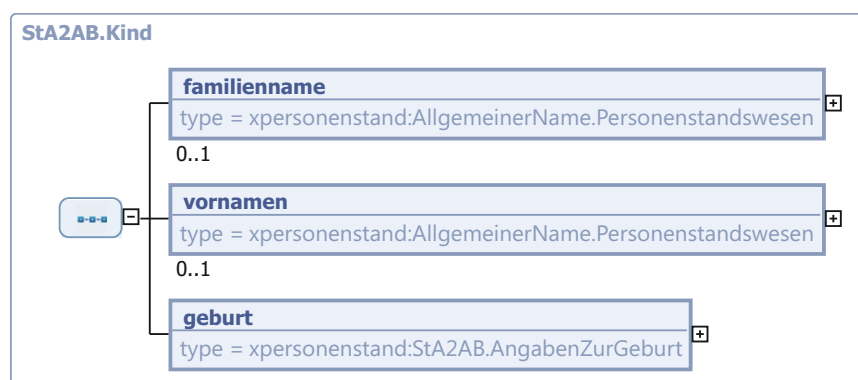 StA2AB.Kind
familienname
type = xpersonenstand:AllgemeinerName.Personenstandswesen
0..1
vornamen
type = xpersonenstand:AllgemeinerName.Personenstandswesen
0..1
geburt
type = xpersonenstand:StA2AB.AngabenZurGeburt